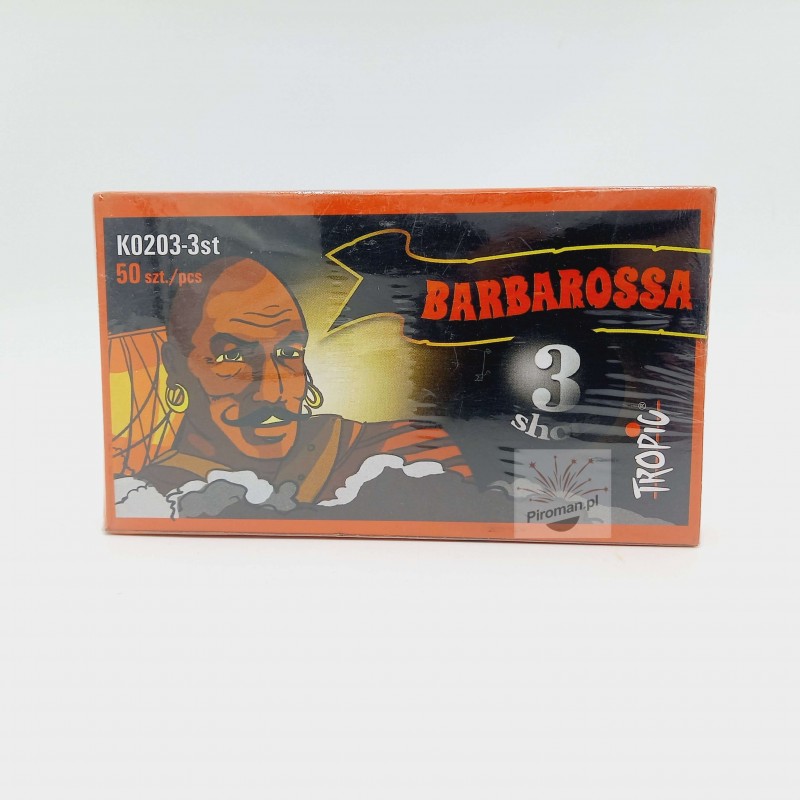 K0203-3st
50 szt./pcs
BARBAROSSA
3
TROPIC®
Piroman.pl